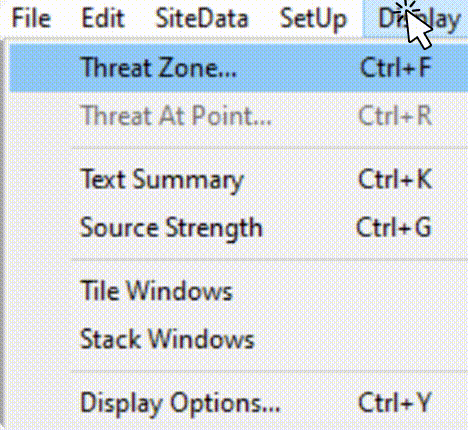 File Edit SiteData SetUp Display
Threat Zone... Ctrl+F
Threat At Point... Ctrl+R
Text Summary Ctrl+K
Source Strength Ctrl+G
Tile Windows
Stack Windows
Display Options... Ctrl+Y